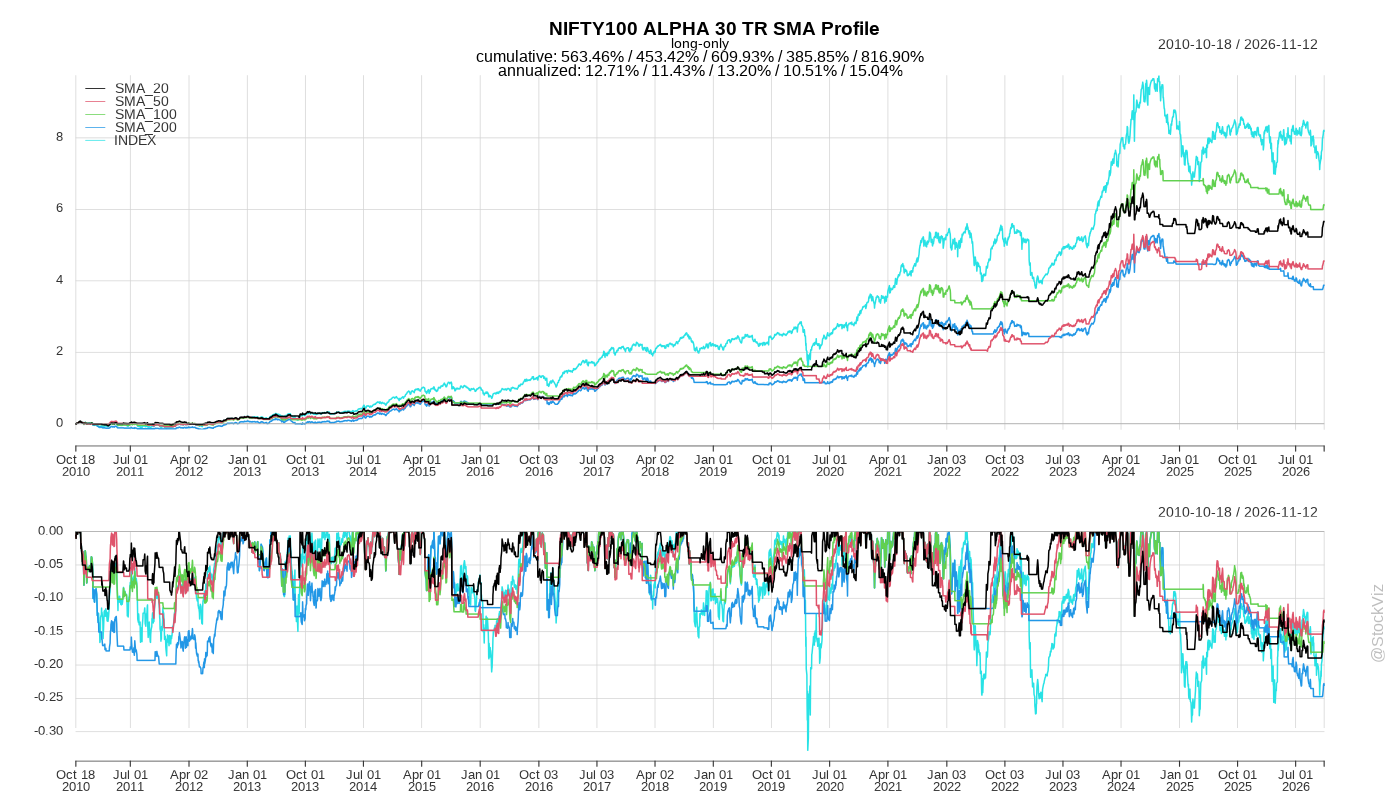 NIFTY100 ALPHA 30 TR SMA Profile
long-only
2010-10-18 / 2026-11-12
cumulative: 563.46% / 453.42% / 609.93% / 385.85% / 816.90%
annualized: 12.71% / 11.43% / 13.20% / 10.51% / 15.04%
SMA_20
SMA_50
SMA_100
SMA_200
INDEX
8
6
4
2
0
Oct 18 Jul 01 Apr 02 Jan 01 Oct 01 Jul 01 Apr 01 Jan 01 Oct 03 Jul 03 Apr 02 Jan 01 Oct 01 Jul 01 Apr 01 Jan 03 Oct 03 Jul 03 Apr 01 Jan 01 Oct 01 Jul 01
2010 2011 2012 2013 2013 2014 2015 2016 2016 2017 2018 2019 2019 2020 2021 2022 2022 2023 2024 2025 2025 2026
2010-10-18 / 2026-11-12
0.00
-0.05
-0.10
-0.15
-0.20
-0.25
-0.30
Oct 18 Jul 01 Apr 02 Jan 01 Oct 01 Jul 01 Apr 01 Jan 01 Oct 03 Jul 03 Apr 02 Jan 01 Oct 01 Jul 01 Apr 01 Jan 03 Oct 03 Jul 03 Apr 01 Jan 01 Oct 01 Jul 01
2010 2011 2012 2013 2013 2014 2015 2016 2016 2017 2018 2019 2019 2020 2021 2022 2022 2023 2024 2025 2025 2026
@StockViz